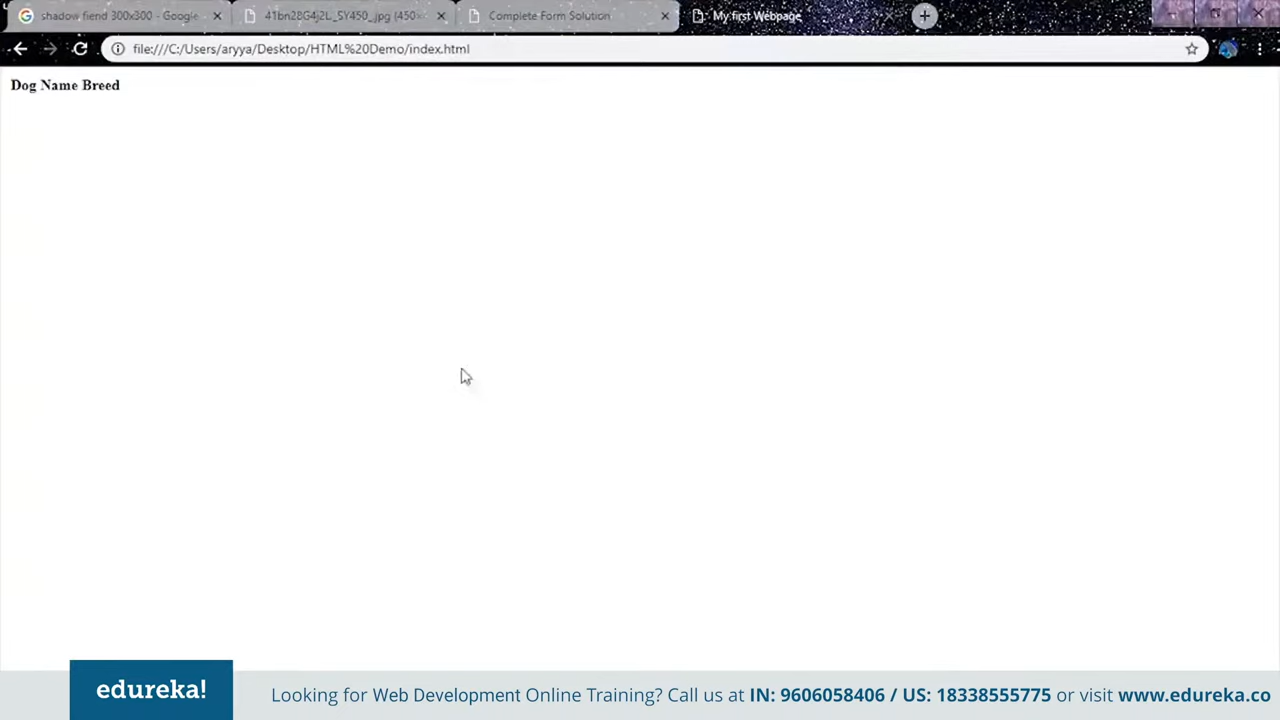 shadow fiend 300x300 - Google
41bn28G4j2L._SY450_.jpg (450×
Complete Form Solution
My first Webpage
file:///C:/Users/aryya/Desktop/HTML%20Demo/index.html
Dog Name Breed
edureka!
Looking for Web Development Online Training? Call us at IN: 9606058406 / US: 18338555775 or visit www.edureka.co